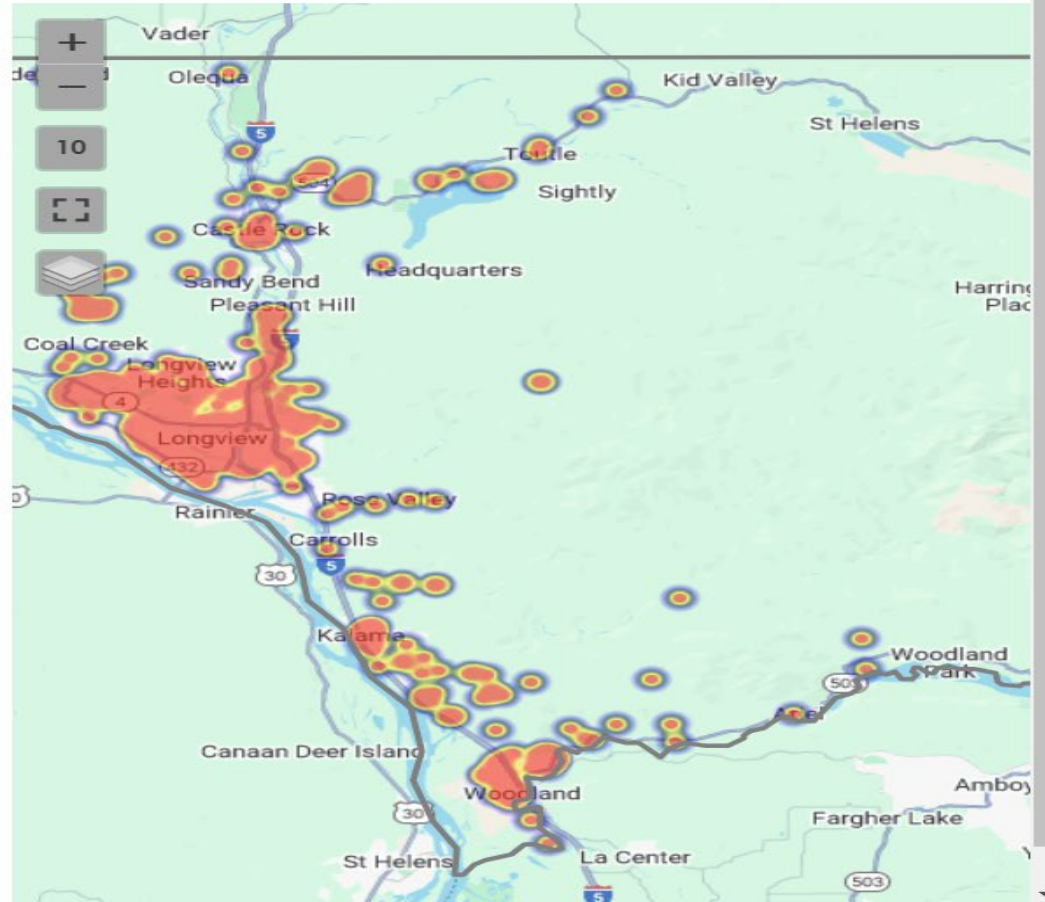 +
Vader
Olequa
−
Kid Valley
St Helens
5
10
Toutle
504
Sightly
Castle Rock
Headquarters
Sandy Bend
Pleasant Hill
Harring
Plac
Coal Creek
5
Longview
Heights
4
Longview
432
Rose Valley
Rainier
Carrolls
5
30
Kalama
Woodland
Park
503
Ariel
Canaan Deer Island
Woodland
Amboy
30
Fargher Lake
St Helens
La Center
503
5